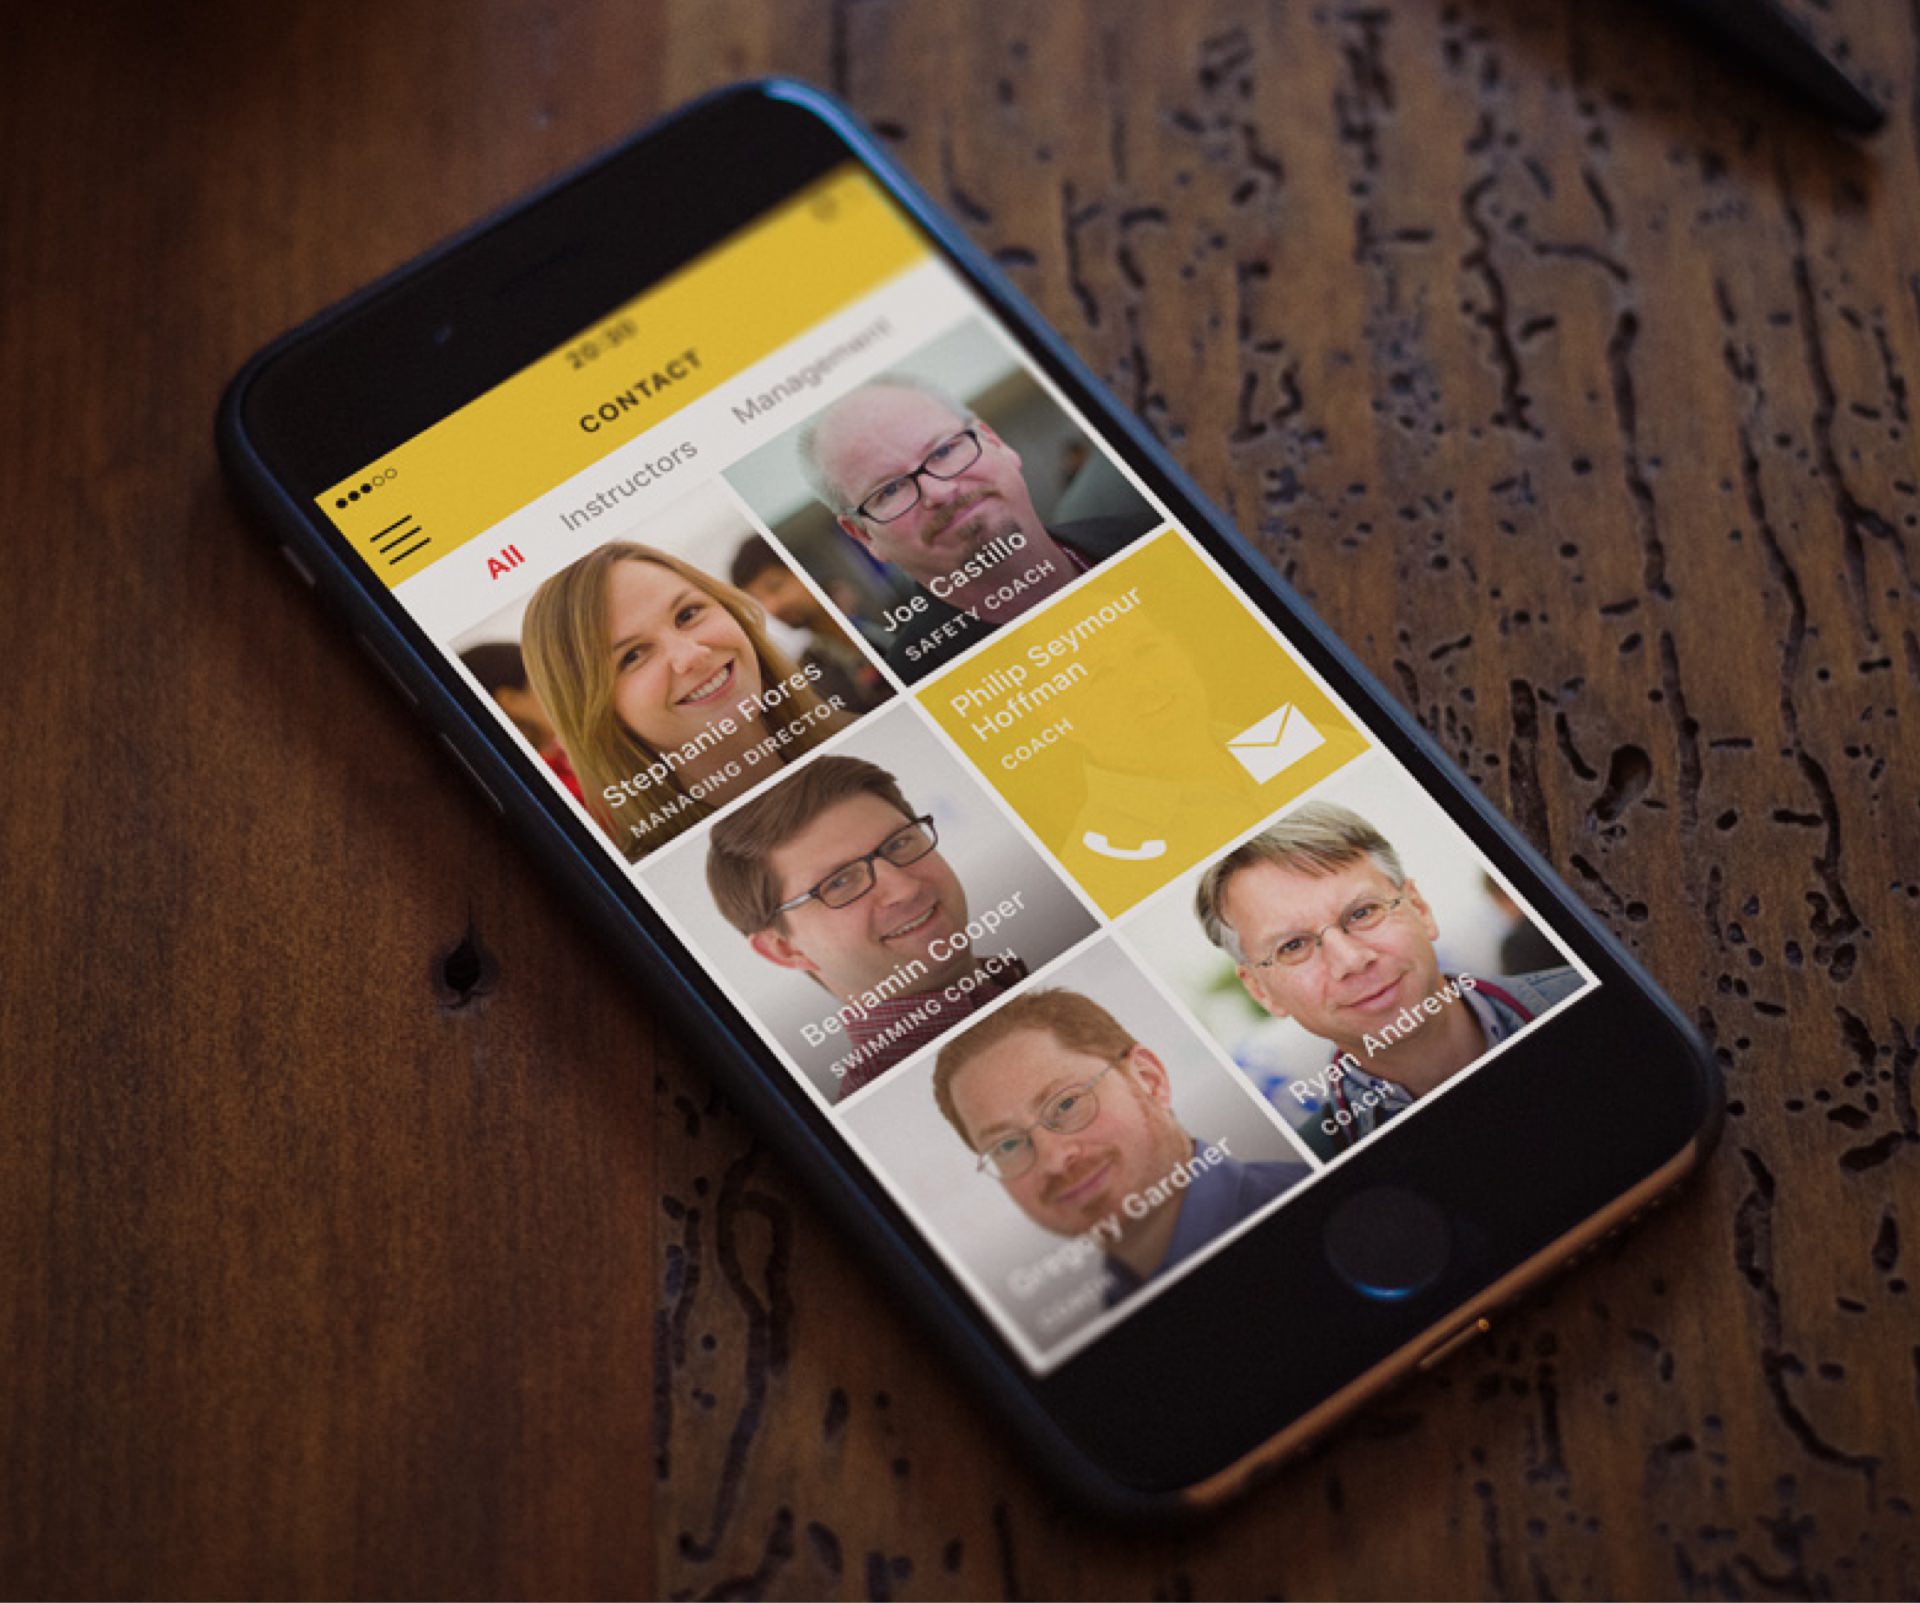 20:30
CONTACT
All Instructors Management
Stephanie Flores
MANAGING DIRECTOR
Joe Castillo
SAFETY COACH
Benjamin Cooper
SWIMMING COACH
Philip Seymour
Hoffman
COACH
Gregory Gardner
Ryan Andrews
COACH